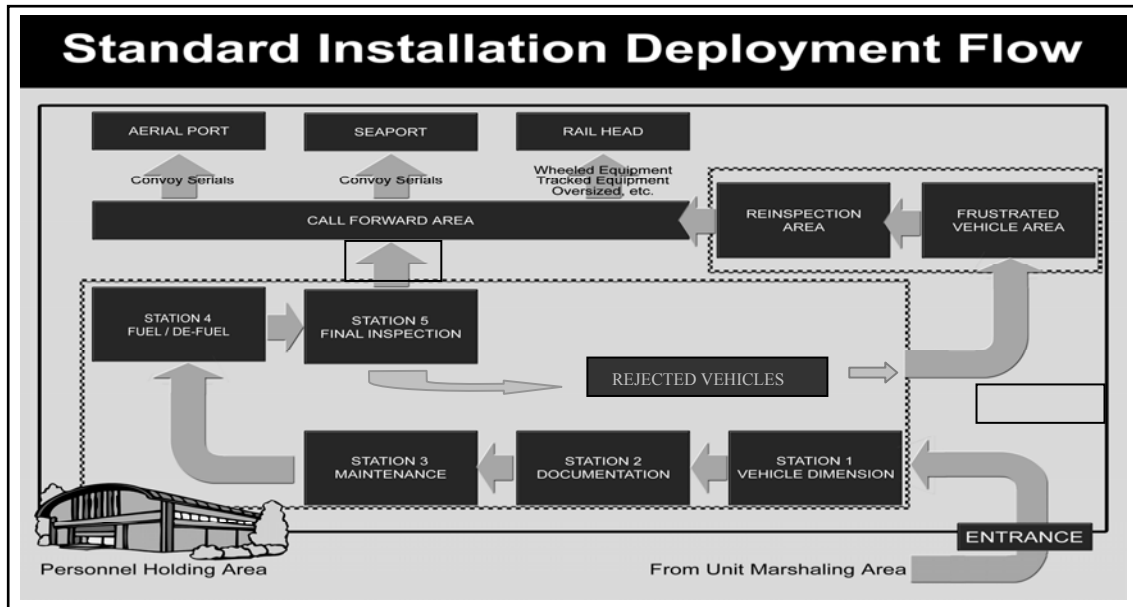 Standard Installation Deployment Flow
AERIAL PORT
SEAPORT
RAIL HEAD
Convoy Serials
Convoy Serials
Wheeled Equipment
Tracked Equipment
Oversized, etc.
CALL FORWARD AREA
REINSPECTION
AREA
FRUSTRATED
VEHICLE AREA
STATION 4
FUEL / DE-FUEL
STATION 5
FINAL INSPECTION
REJECTED VEHICLES
STATION 3
MAINTENANCE
STATION 2
DOCUMENTATION
STATION 1
VEHICLE DIMENSION
ENTRANCE
Personnel Holding Area
From Unit Marshaling Area